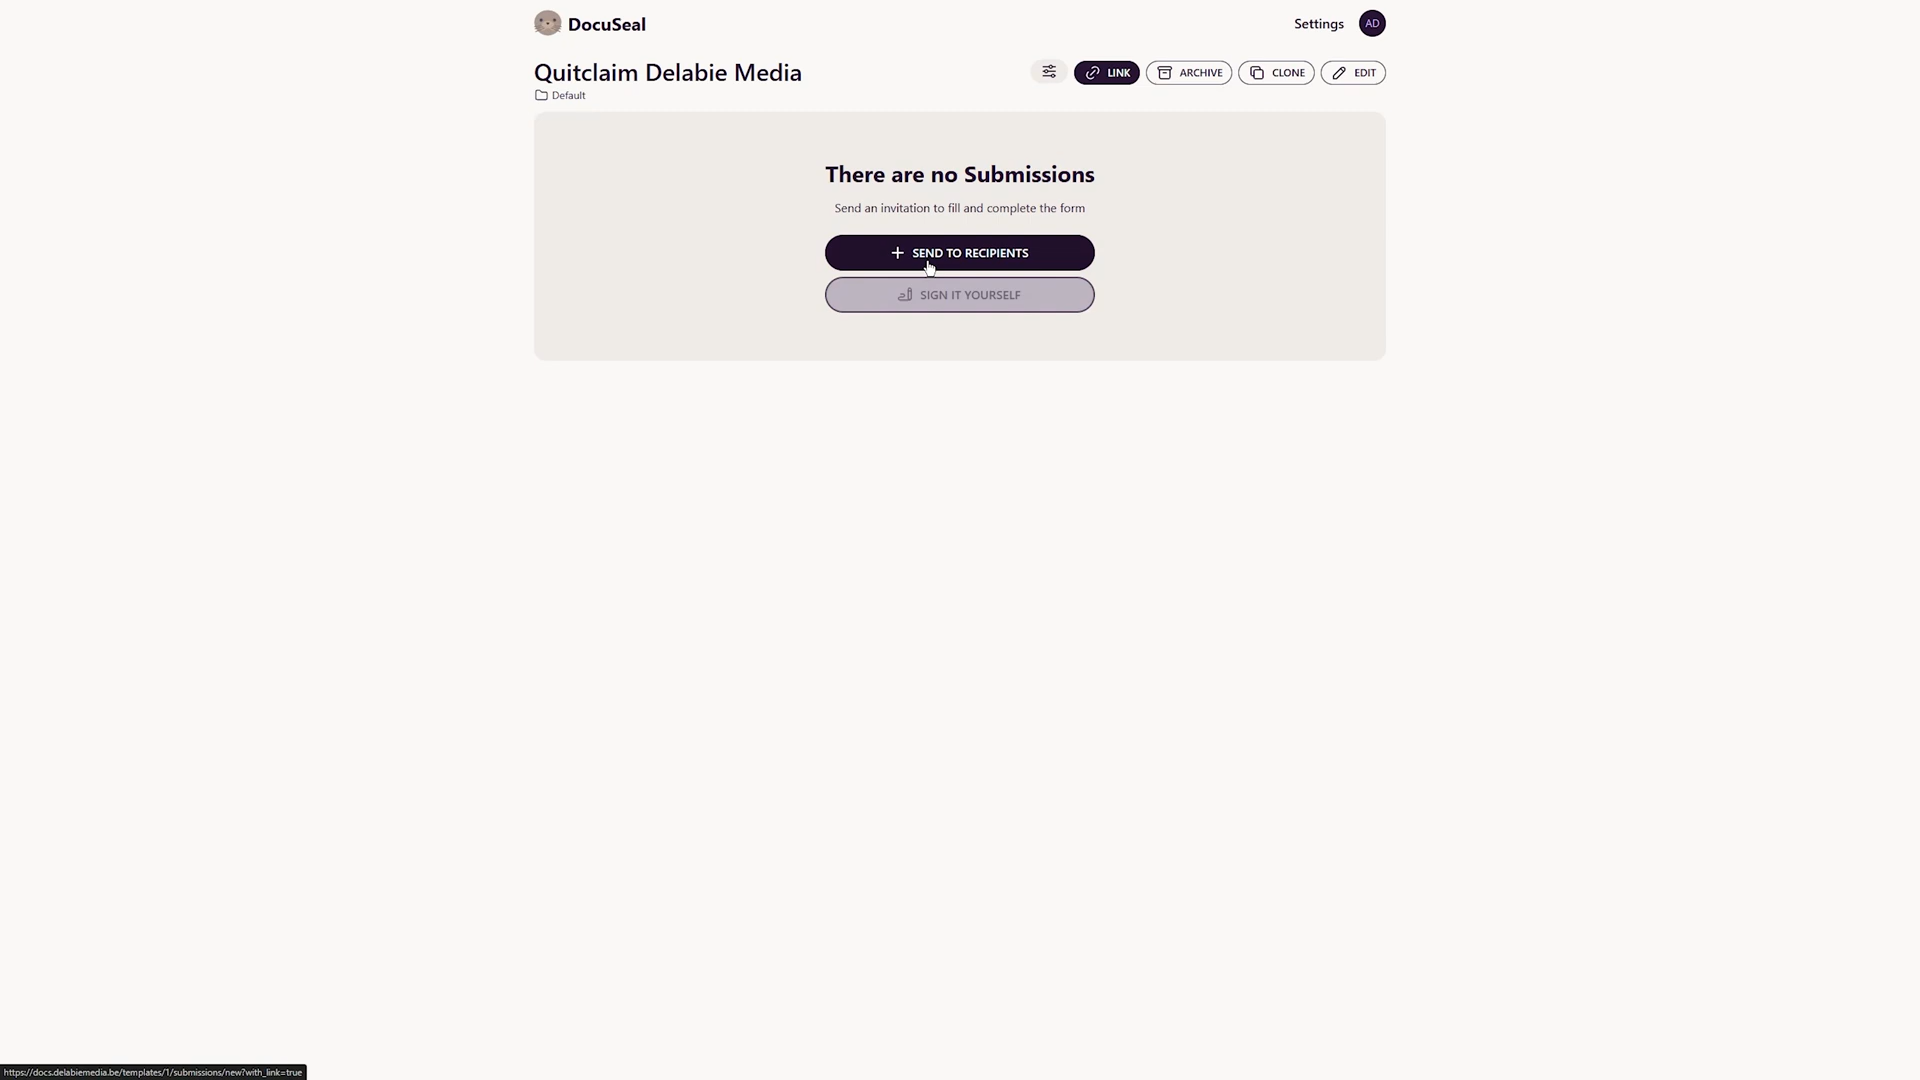 DocuSeal
Settings
AD
Quitclaim Delabie Media
LINK
ARCHIVE
CLONE
EDIT
Default
There are no Submissions
Send an invitation to fill and complete the form
SEND TO RECIPIENTS
SIGN IT YOURSELF
https://docs.delabiemedia.be/templates/1/submissions/new?with_link=true